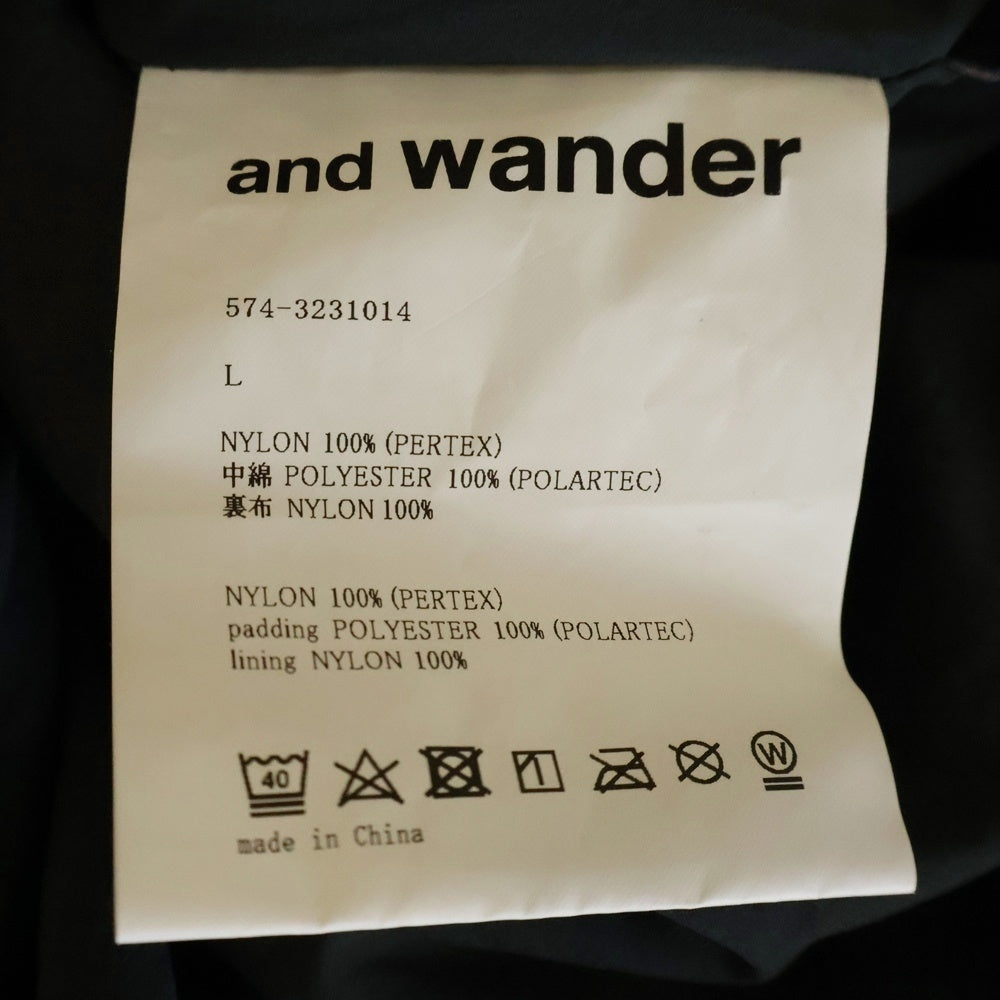 and wander
574-3231014
L
NYLON 100% (PERTEX)
中綿 POLYESTER 100% (POLARTEC)
裏布 NYLON 100%
NYLON 100% (PERTEX)
padding POLYESTER 100% (POLARTEC)
lining NYLON 100%
40 W
made in China